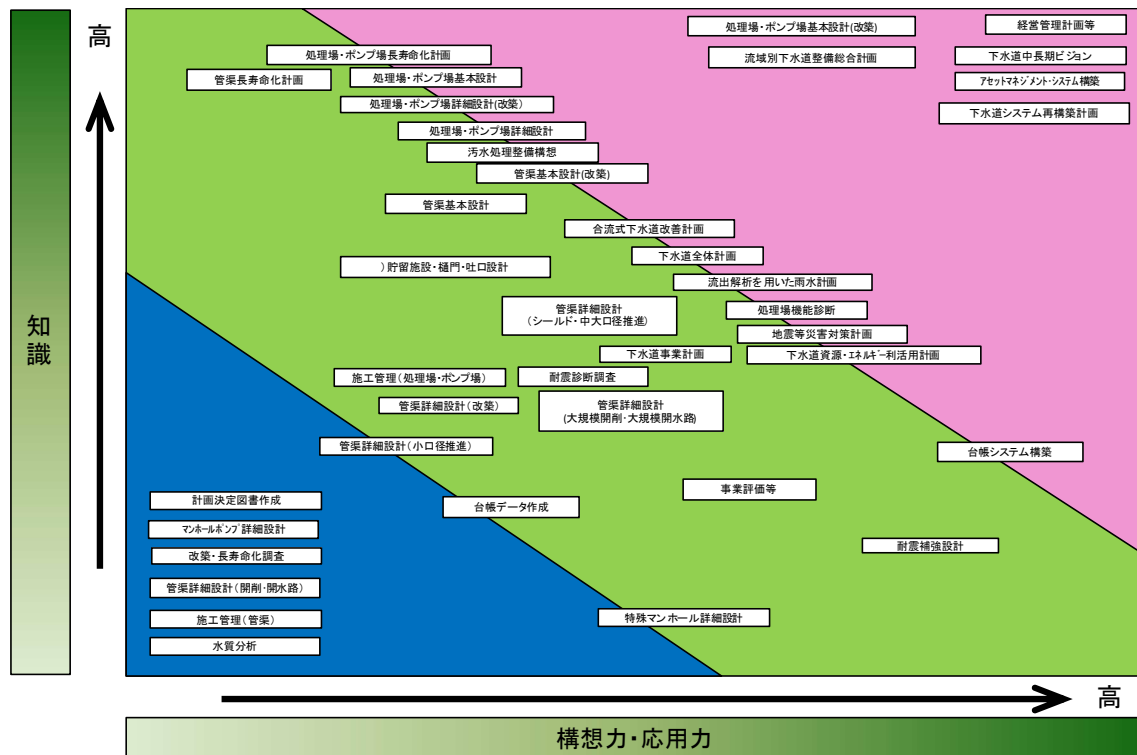 高
処理場・ポンプ場基本設計(改築)
経営管理計画等
処理場・ポンプ場長寿命化計画
流域別下水道整備総合計画
下水道中長期ビジョン
管渠長寿命化計画
処理場・ポンプ場基本設計
アセットマネジメント・システム構築
処理場・ポンプ場詳細設計(改築)
下水道システム再構築計画
処理場・ポンプ場詳細設計
汚水処理整備構想
管渠基本設計(改築)
管渠基本設計
合流式下水道改善計画
下水道全体計画
）貯留施設・樋門・吐口設計
流出解析を用いた雨水計画
管渠詳細設計
（シールド・中大口径推進）
処理場機能診断
地震等災害対策計画
知識
下水道事業計画
下水道資源・エネルギー利活用計画
施工管理(処理場・ポンプ場)
耐震診断調査
管渠詳細設計(改築)
管渠詳細設計
(大規模開削・大規模開水路)
管渠詳細設計(小口径推進)
台帳システム構築
計画決定図書作成
台帳データ作成
事業評価等
マンホールポンプ詳細設計
改築・長寿命化調査
耐震補強設計
管渠詳細設計(開削・開水路)
施工管理(管渠)
特殊マンホール詳細設計
水質分析
高
構想力・応用力